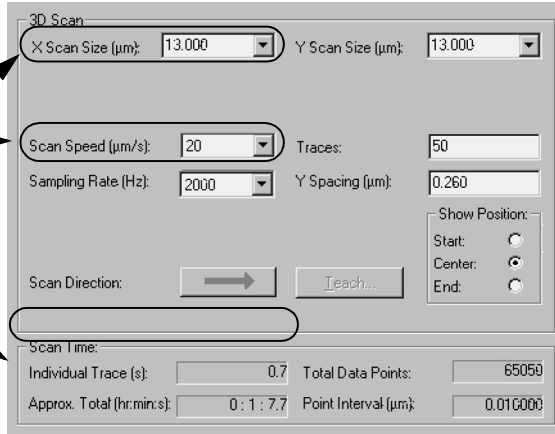 3D Scan
X Scan Size (µm): 13.000 Y Scan Size (µm): 13.000
Scan Speed (µm/s): 20 Traces: 50
Sampling Rate (Hz): 2000 Y Spacing (µm): 0.260
Show Position:
Start:
Center:
Scan Direction: Teach... End:
Scan Time:
Individual Trace (s): 0.7 Total Data Points: 65050
Approx. Total (hr:min:s): 0 : 1 : 7.7 Point Interval (µm): 0.010000